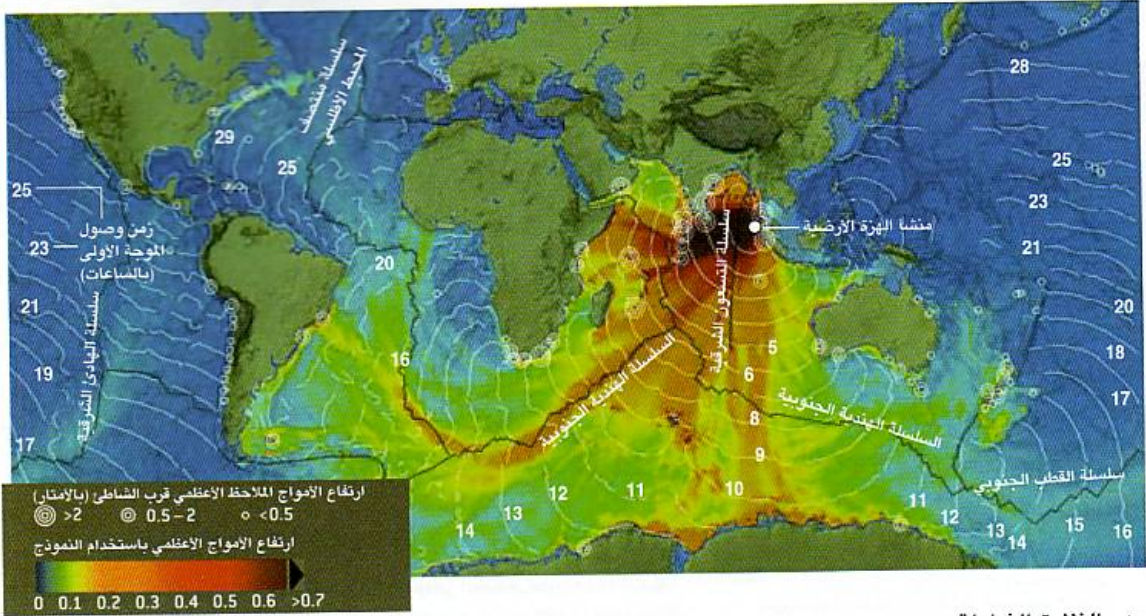 28
سلسلة منتصف
المحيط الأطلسي
29
25
25
25
زمن وصول
الموجة الأولى
(بالساعات)
23
23
21
20
منشأ الهزة الأرضية
سلسلة التسعون الشرقية
21
20
19
18
17
17
16
سلسلة الهادئ الشرقية
السلسلة الهندية الجنوبية
5
6
8
9
السلسلة الهندية الجنوبية
سلسلة القطب الجنوبي
10
11
12
13
14
11
12
13
14
15
16
ارتفاع الأمواج الملاحظ الأعظمي قرب الشاطئ (بالأمتار)
>2 0.5–2 <0.5
ارتفاع الأمواج الأعظمي باستخدام النموذج
0 0.1 0.2 0.3 0.4 0.5 0.6 >0.7